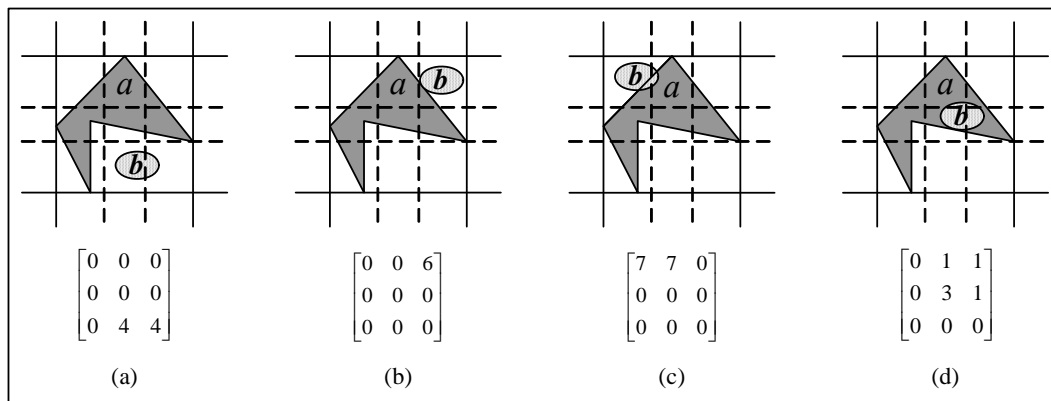 a b a b a b a b
[0 0 0] [0 0 6] [7 7 0] [0 1 1]
[0 0 0] [0 0 0] [0 0 0] [0 3 1]
[0 4 4] [0 0 0] [0 0 0] [0 0 0]
(a) (b) (c) (d)